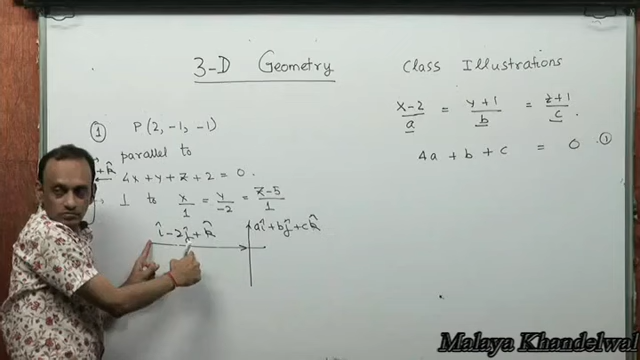 3-D Geometry Class Illustrations
① P(2, -1, -1)
parallel to
4x + y + z + 2 = 0.
⊥ to x/1 = y/-2 = z-5/1
î - 2ĵ + k̂
aî + bĵ + ck̂
x-2/a = y+1/b = z+1/c .
4a + b + c = 0 ①
Malaya Khandelwal